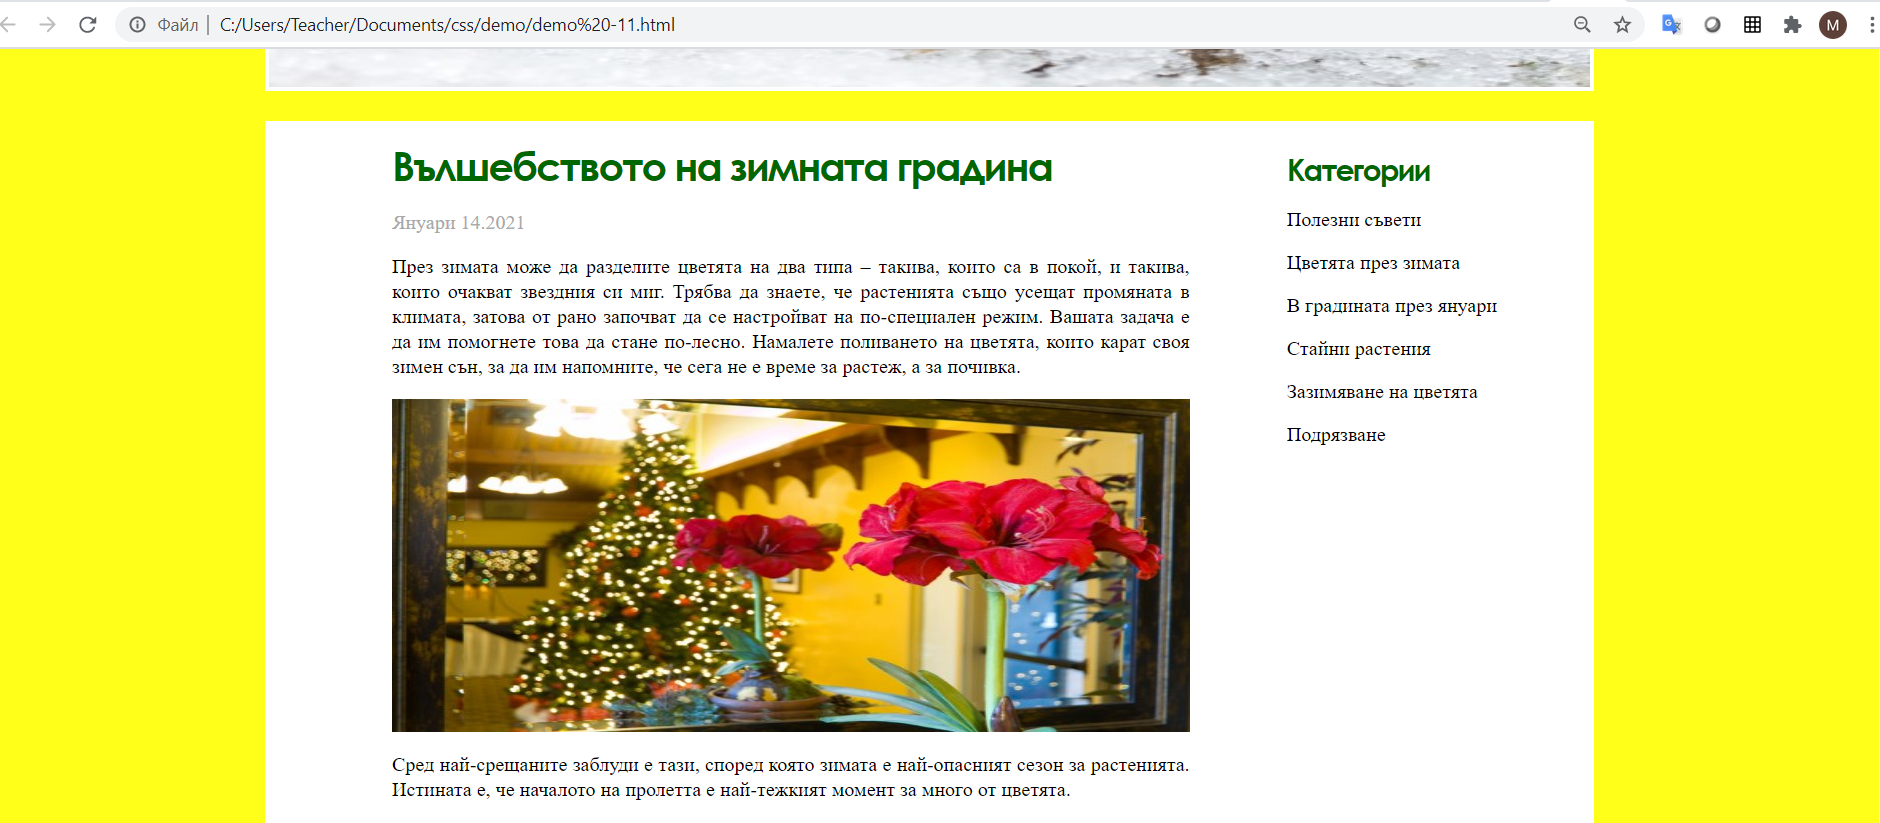 Файл | C:/Users/Teacher/Documents/css/demo/demo%20-11.html
M
Вълшебството на зимната градина
Януари 14.2021
През зимата може да разделите цветята на два типа – такива, които са в покой, и такива,
които очакват звездния си миг. Трябва да знаете, че растенията също усещат промяната в
климата, затова от рано започват да се настройват на по-специален режим. Вашата задача е
да им помогнете това да стане по-лесно. Намалете поливането на цветята, които карат своя
зимен сън, за да им напомните, че сега не е време за растеж, а за почивка.
Сред най-срещаните заблуди е тази, според която зимата е най-опасният сезон за растенията.
Истината е, че началото на пролетта е най-тежкият момент за много от цветята.
Категории
Полезни съвети
Цветята през зимата
В градината през януари
Стайни растения
Зазимяване на цветята
Подрязване